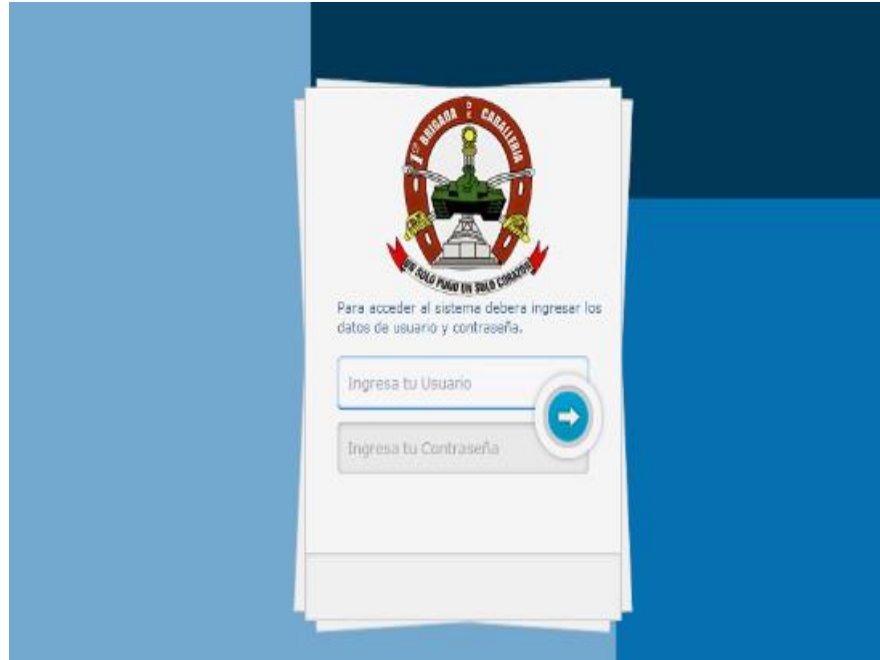 1º BRIGADA DE CABALLERIA
UN SOLO PUÑO UN SOLO CORAZON
Para acceder al sistema debera ingresar los
datos de usuario y contraseña.
Ingresa tu Usuario
Ingresa tu Contraseña